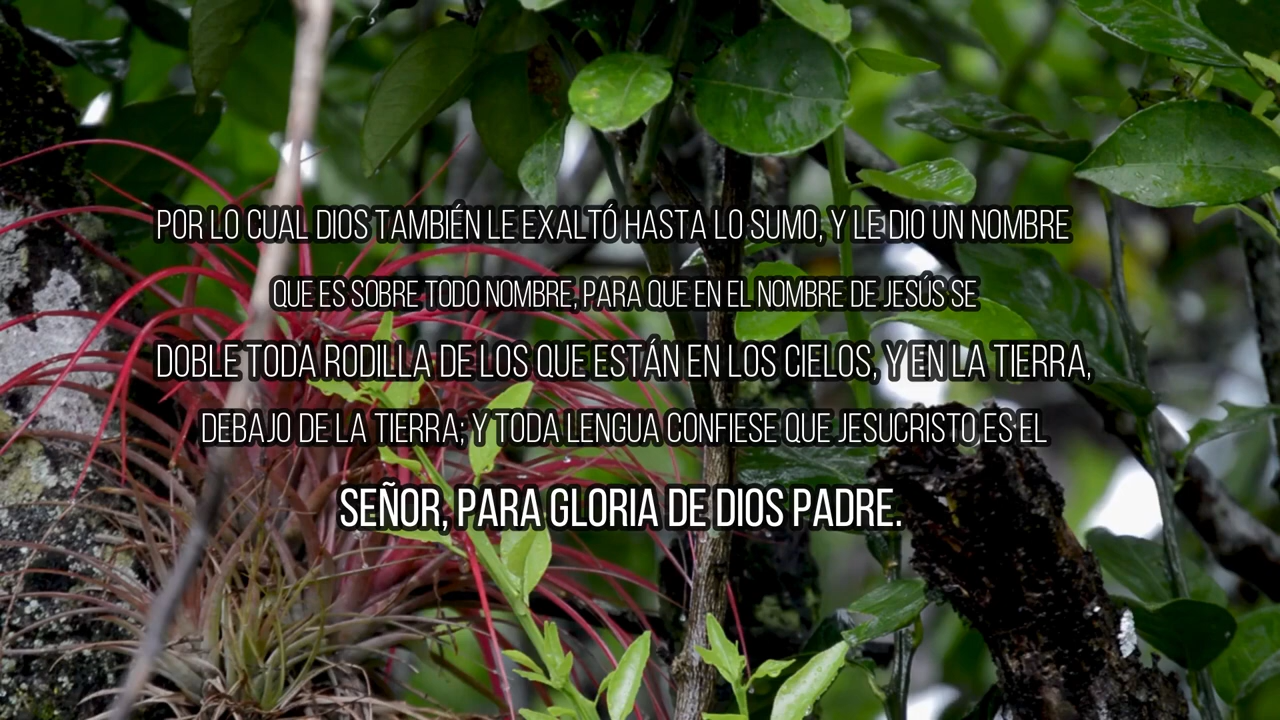 POR LO CUAL DIOS TAMBIÉN LE EXALTÓ HASTA LO SUMO, Y LE DIO UN NOMBRE
QUE ES SOBRE TODO NOMBRE, PARA QUE EN EL NOMBRE DE JESÚS SE
DOBLE TODA RODILLA DE LOS QUE ESTÁN EN LOS CIELOS, Y EN LA TIERRA,
DEBAJO DE LA TIERRA; Y TODA LENGUA CONFIESE QUE JESUCRISTO ES EL
SEÑOR, PARA GLORIA DE DIOS PADRE.